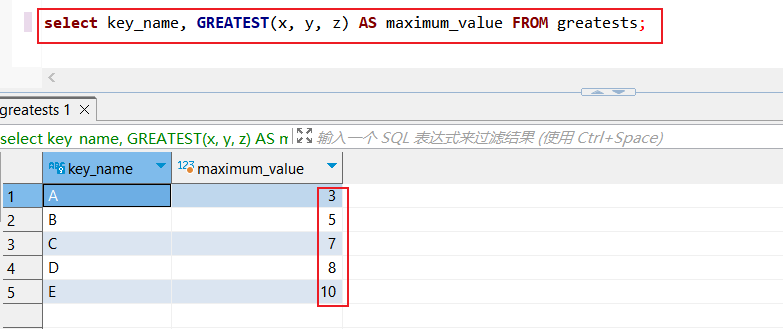 select key_name, GREATEST(x, y, z) AS maximum_value FROM greatests;
greatests 1
select key_name, GREATEST(x, y, z) AS m 输入一个 SQL 表达式来过滤结果 (使用 Ctrl+Space)
ABC key_name 123 maximum_value
1 A 3
2 B 5
3 C 7
4 D 8
5 E 10